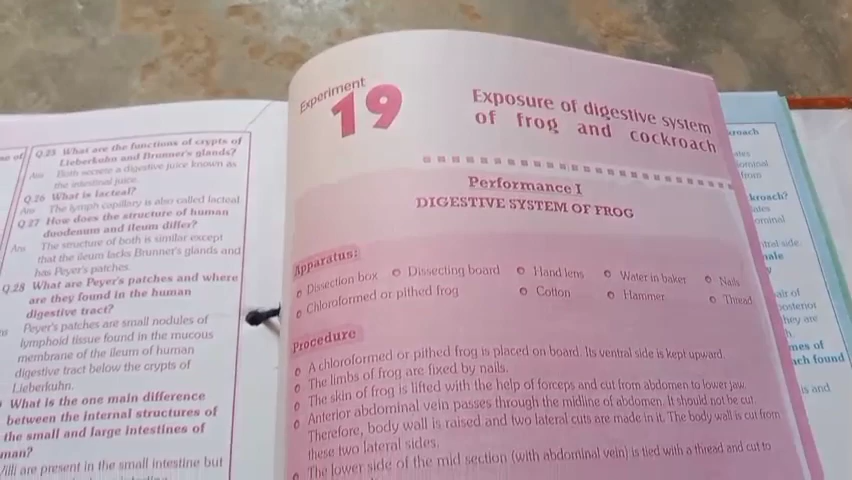 Q.25 What are the functions of crypts of
Lieberkuhn and Brunner's glands?
Ans Both secrete a digestive juice known as
the intestinal juice.
Q.26 What is lacteal?
Ans The lymph capillary is also called lacteal
Q.27 How does the structure of human
duodenum and ileum differ?
Ans The structure of both is similar except
that the ileum lacks Brunner's glands and
has Peyer's patches.
Q.28 What are Peyer's patches and where
are they found in the human
digestive tract?
Peyer's patches are small nodules of
lymphoid tissue found in the mucous
membrane of the ileum of human
digestive tract below the crypts of
Lieberkuhn.
What is the one main difference
between the internal structures of
the small and large intestines of
man?
Villi are present in the small intestine but
Experiment
19
Exposure of digestive system
of frog and cockroach
Performance I
DIGESTIVE SYSTEM OF FROG
Apparatus:
Dissection box Dissecting board Hand lens Water in baker Nails
Chloroformed or pithed frog Cotton Hammer Thread
Procedure
A chloroformed or pithed frog is placed on board. Its ventral side is kept upward.
The limbs of frog are fixed by nails.
The skin of frog is lifted with the help of forceps and cut from abdomen to lower jaw.
Anterior abdominal vein passes through the midline of abdomen. It should not be cut.
Therefore, body wall is raised and two lateral cuts are made in it. The body wall is cut from
these two lateral sides.
The lower side of the mid section (with abdominal vein) is tied with a thread and cut to
kroach?
side
hey are
mes of
ach found
is and